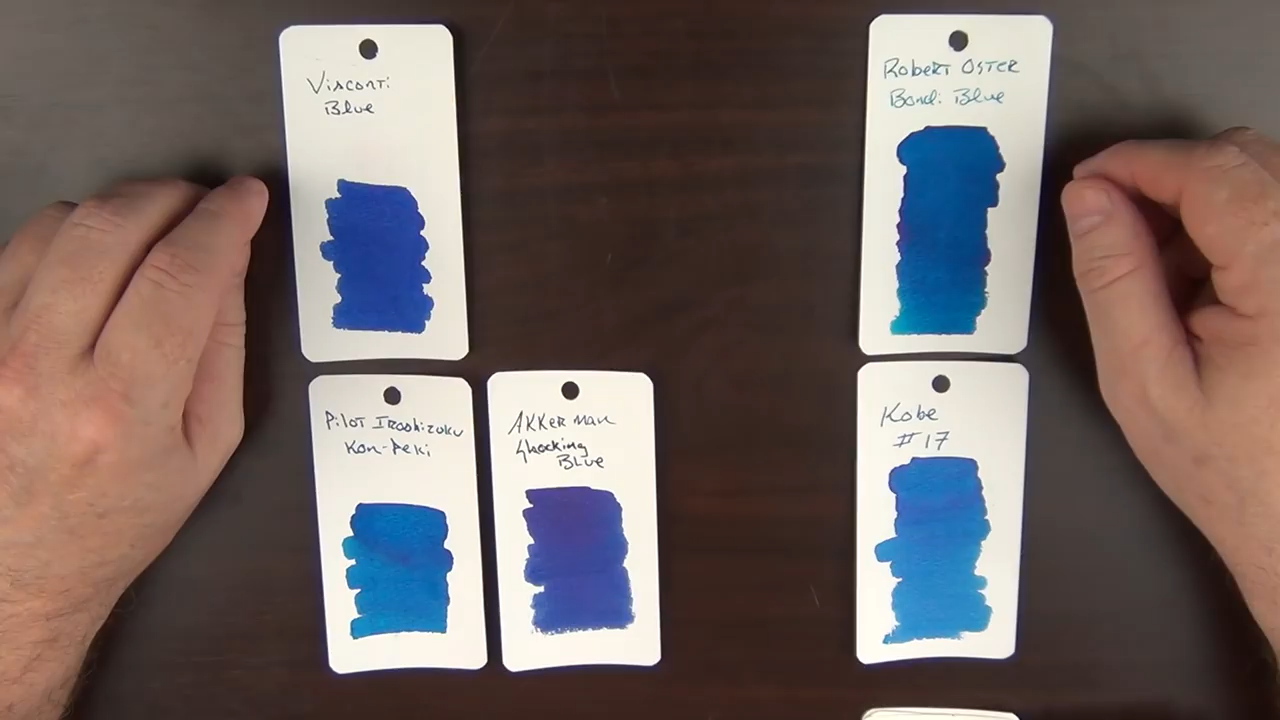 Visconti
Blue
Robert Oster
Bondi Blue
Pilot Iroshizuku
Kon-Peki
Akkerman
Shocking
Blue
Kobe
#17